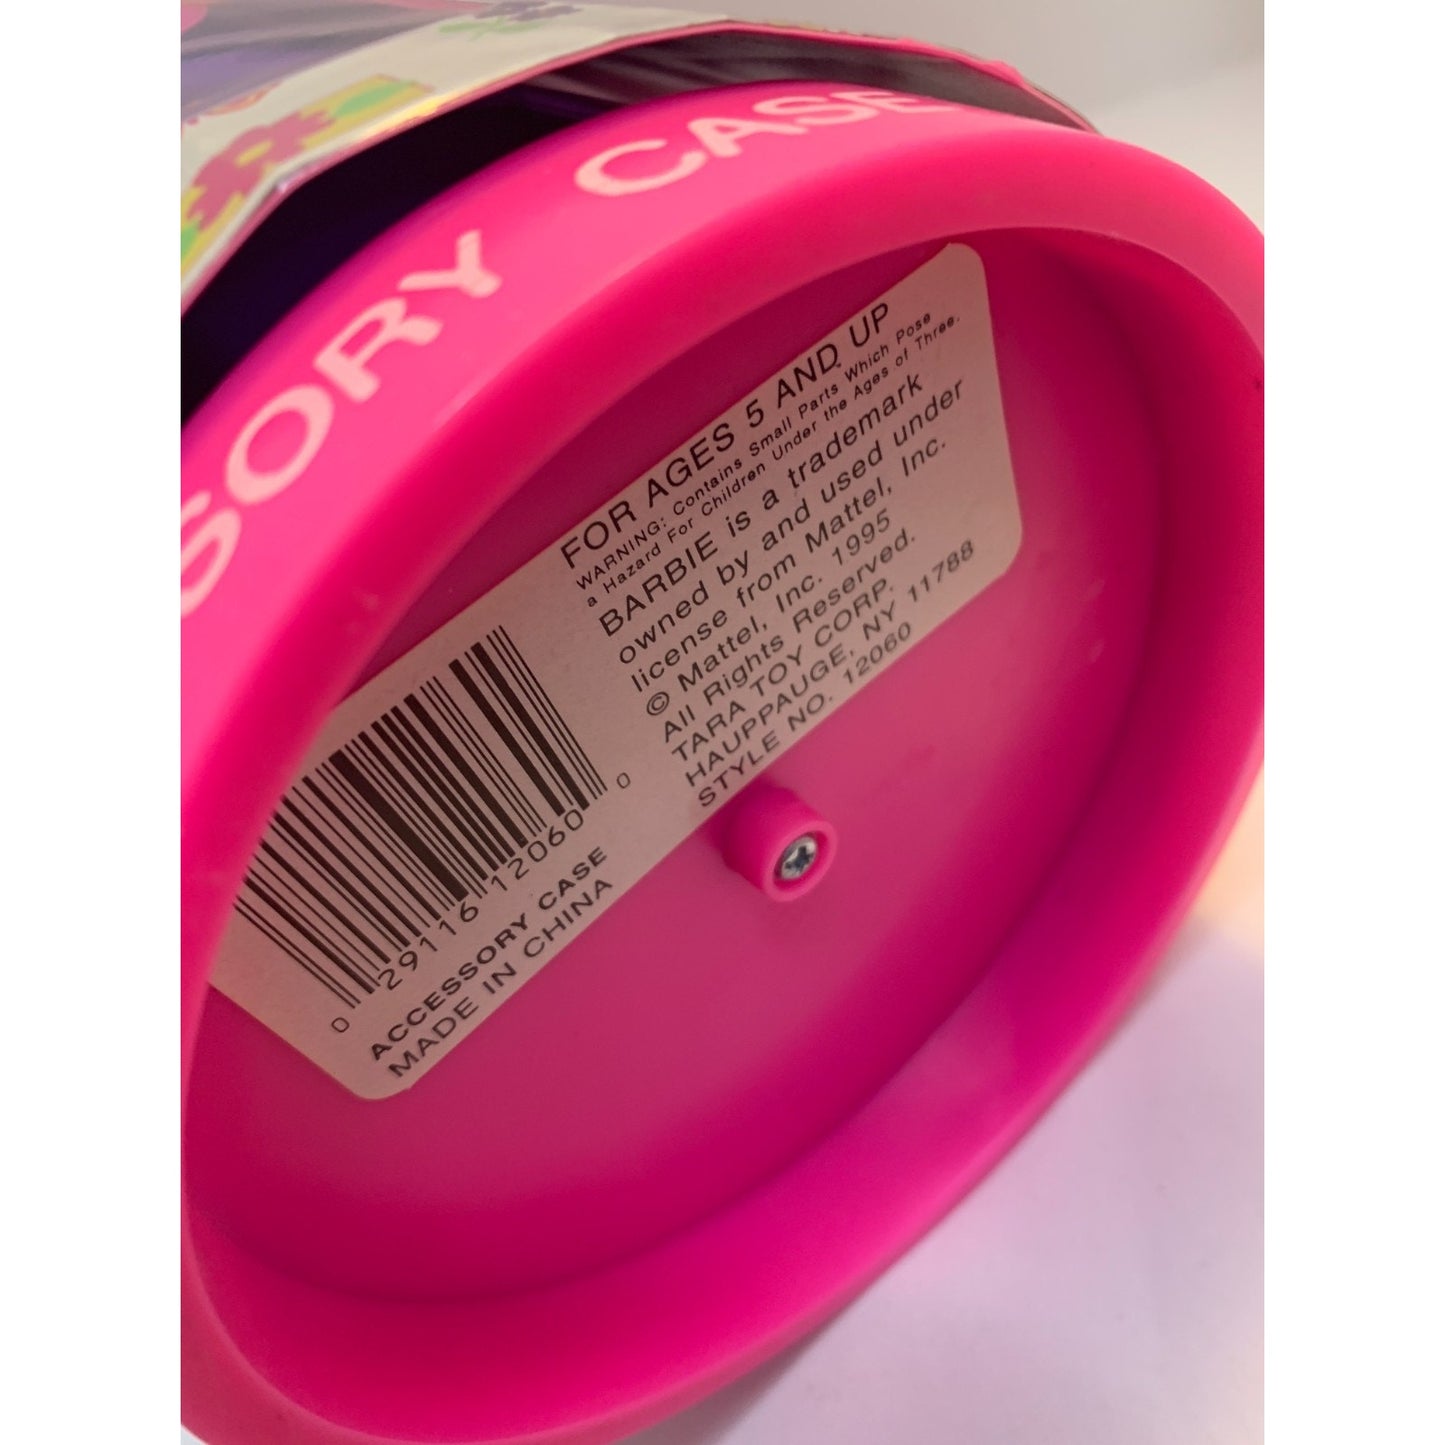 SORY CASE
FOR AGES 5 AND UP
WARNING: Contains Small Parts Which Pose
a Hazard For Children Under the Ages of Three.
BARBIE is a trademark
owned by and used under
license from Mattel, Inc.
© Mattel, Inc. 1995
All Rights Reserved.
TARA TOY CORP.
HAUPPAUGE, NY 11788
STYLE NO. 12060
0 29116 12060 0
ACCESSORY CASE
MADE IN CHINA